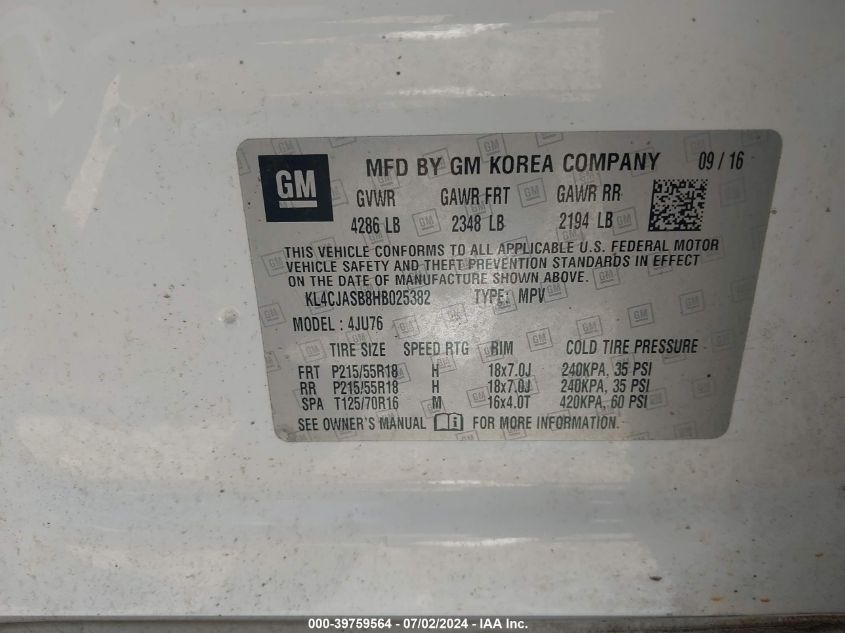 GM MFD BY GM KOREA COMPANY 09 / 16
GVWR GAWR FRT GAWR RR
4286 LB 2348 LB 2194 LB
THIS VEHICLE CONFORMS TO ALL APPLICABLE U.S. FEDERAL MOTOR
VEHICLE SAFETY AND THEFT PREVENTION STANDARDS IN EFFECT
ON THE DATE OF MANUFACTURE SHOWN ABOVE.
KL4CJASB8HB025382 TYPE: MPV
MODEL : 4JU76
TIRE SIZE SPEED RTG RIM COLD TIRE PRESSURE
FRT P215/55R18 H 18x7.0J 240KPA, 35 PSI
RR P215/55R18 H 18x7.0J 240KPA, 35 PSI
SPA T125/70R16 M 16x4.0T 420KPA, 60 PSI
SEE OWNER'S MANUAL FOR MORE INFORMATION.
000-39759564 - 07/02/2024 - IAA Inc.